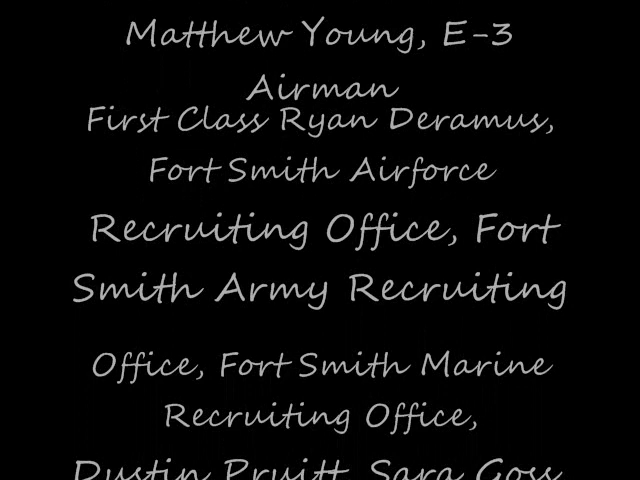 Matthew Young, E-3
Airman
First Class Ryan Deramus,
Fort Smith Airforce
Recruiting Office, Fort
Smith Army Recruiting
Office, Fort Smith Marine
Recruiting Office,
Dustin Pruitt, Sara Goss,